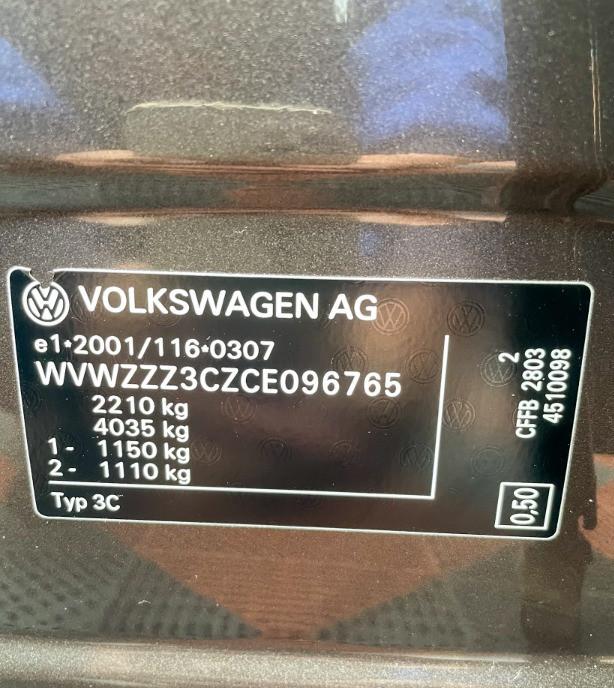 VOLKSWAGEN AG
e1*2001/116*0307
WVWZZZ3CZCE096765
2210 kg
4035 kg
1- 1150 kg
2- 1110 kg
Typ 3C
2
CFFB 2803
4510098
0,50